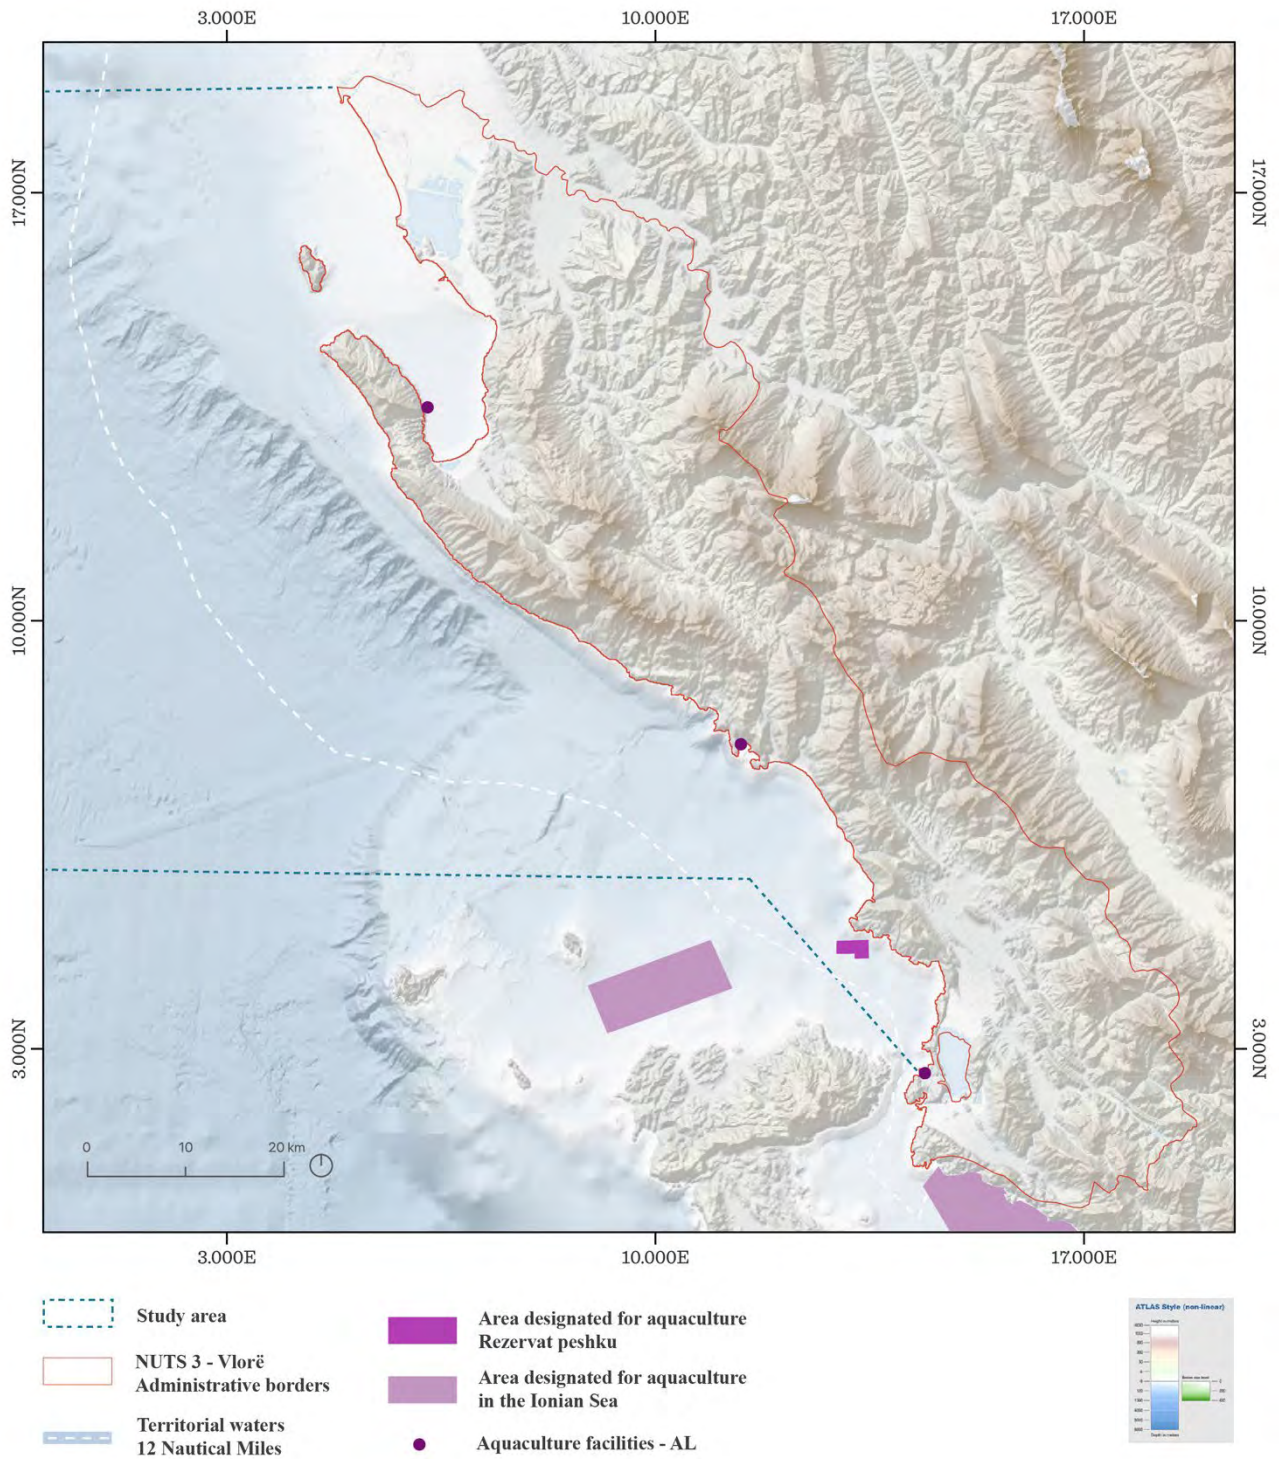 3.000E
10.000E
17.000E
17.000N
17.000N
10.000N
10.000N
3.000N
3.000N
0
10
20 km
3.000E
10.000E
17.000E
Study area
NUTS 3 - Vlorë
Administrative borders
Territorial waters
12 Nautical Miles
Area designated for aquaculture
Rezervat peshku
Area designated for aquaculture
in the Ionian Sea
Aquaculture facilities - AL
ATLAS Style (non-linear)